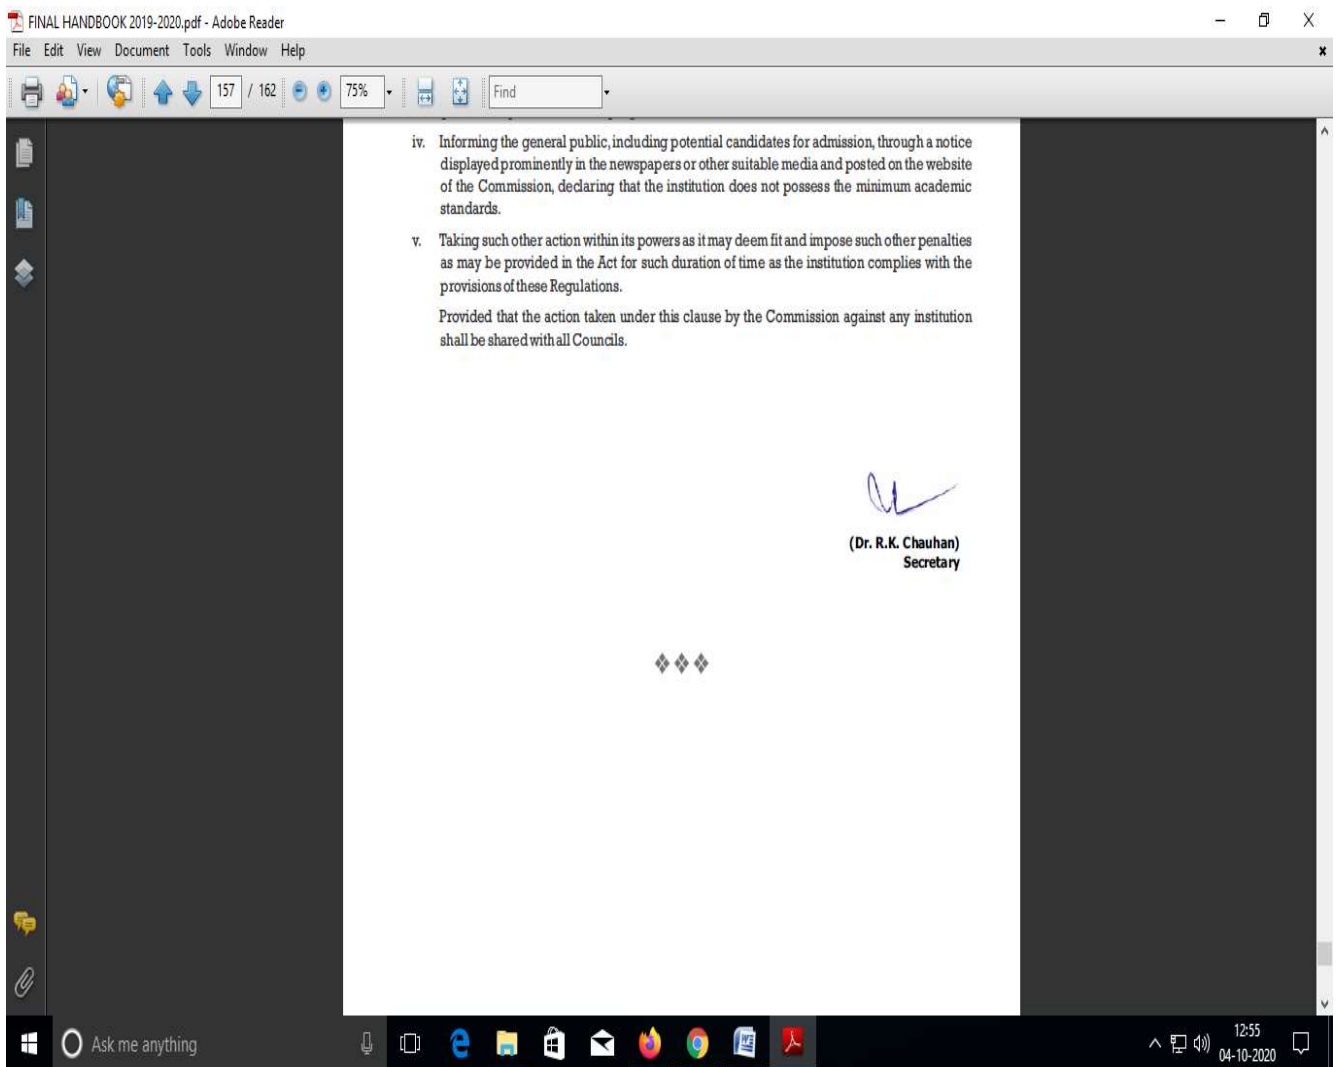 FINAL HANDBOOK 2019-2020.pdf - Adobe Reader
File Edit View Document Tools Window Help
157 / 162 75% Find
iv. Informing the general public, including potential candidates for admission, through a notice
displayed prominently in the newspapers or other suitable media and posted on the website
of the Commission, declaring that the institution does not possess the minimum academic
standards.
v. Taking such other action within its powers as it may deem fit and impose such other penalties
as may be provided in the Act for such duration of time as the institution complies with the
provisions of these Regulations.
Provided that the action taken under this clause by the Commission against any institution
shall be shared with all Councils.
(Dr. R.K. Chauhan)
Secretary
Ask me anything
12:55
04-10-2020